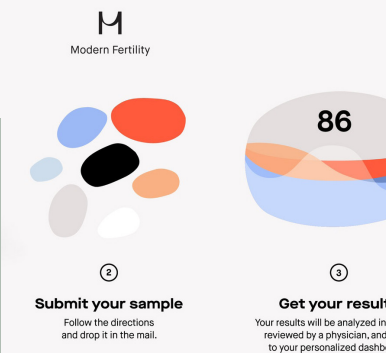 Modern Fertility
86
2
3
Submit your sample
Get your result
Follow the directions
and drop it in the mail.
Your results will be analyzed in
reviewed by a physician, and
to your personalized